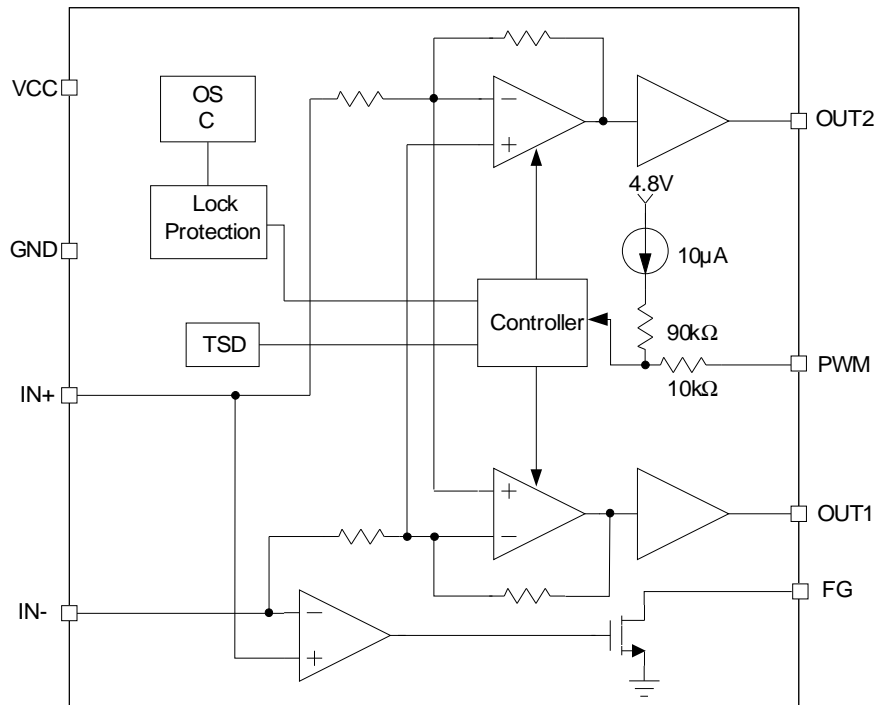 VCC
OS
C
OUT2
4.8V
Lock
Protection
GND
10µA
Controller
90kΩ
TSD
PWM
10kΩ
IN+
OUT1
FG
IN-